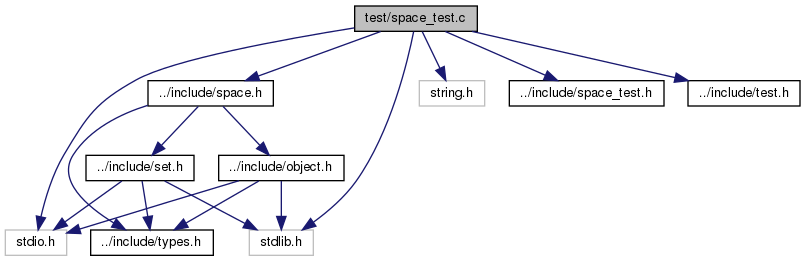 test/space_test.c
../include/space.h
string.h
../include/space_test.h
../include/test.h
../include/set.h
../include/object.h
stdio.h
../include/types.h
stdlib.h